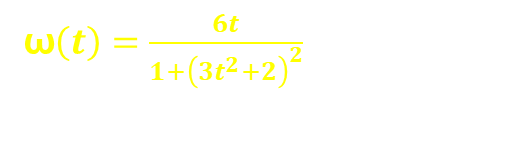 ω(t) = 6t / 1+(3t²+2)²